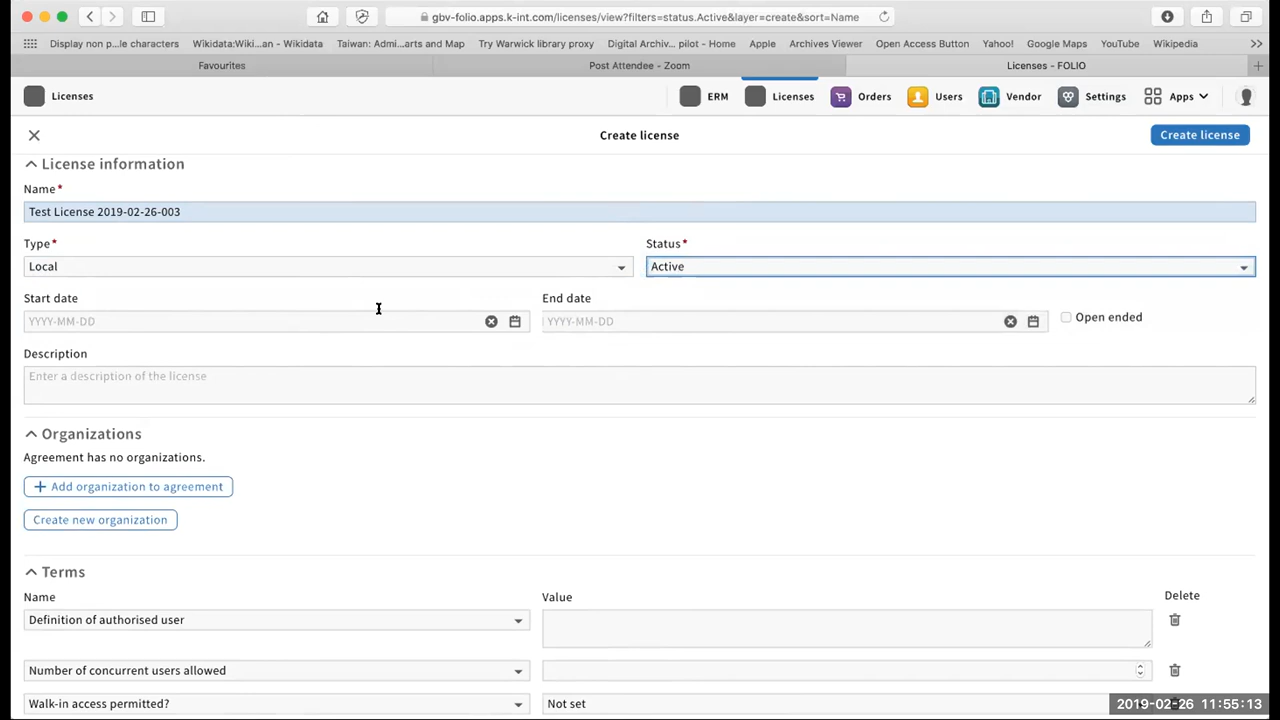 gbv-folio.apps.k-int.com/licenses/view?filters=status.Active&layer=create&sort=Name
Display non p...le characters Wikidata:Wiki...an - Wikidata Taiwan: Admi...arts and Map Try Warwick library proxy Digital Archiv... pilot - Home Apple Archives Viewer Open Access Button Yahoo! Google Maps YouTube Wikipedia
Favourites Post Attendee - Zoom Licenses - FOLIO
Licenses ERM Licenses Orders Users Vendor Settings Apps
Create license Create license
License information
Name*
Test License 2019-02-26-003
Type* Status*
Local Active
Start date End date
YYYY-MM-DD YYYY-MM-DD Open ended
Description
Enter a description of the license
Organizations
Agreement has no organizations.
+ Add organization to agreement
Create new organization
Terms
Name Value Delete
Definition of authorised user
Number of concurrent users allowed
Walk-in access permitted? Not set
2019-02-26 11:55:13